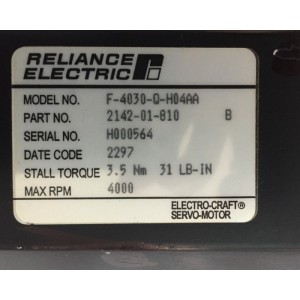 RELIANCE
ELECTRIC
MODEL NO. F-4030-Q-H04AA
PART NO. 2142-01-810 B
SERIAL NO. H000564
DATE CODE 2297
STALL TORQUE 3.5 Nm 31 LB-IN
MAX RPM 4000
ELECTRO-CRAFT®
SERVO-MOTOR